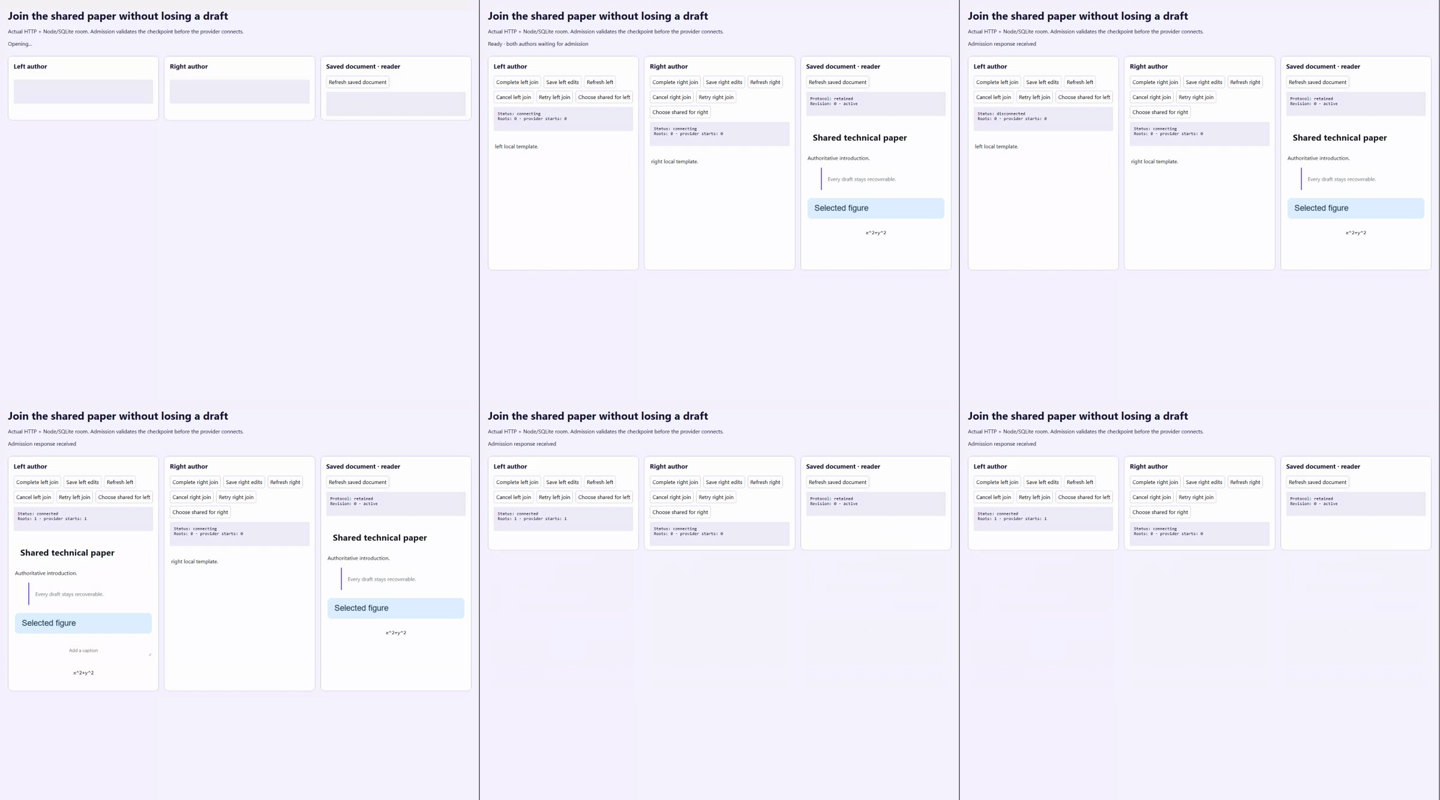 Join the shared paper without losing a draft
Actual HTTP + Node/SQLite room. Admission validates the checkpoint before the provider connects.
Opening...
Left author
Right author
Saved document · reader
Refresh saved document
Join the shared paper without losing a draft
Actual HTTP + Node/SQLite room. Admission validates the checkpoint before the provider connects.
Ready · both authors waiting for admission
Left author
Complete left join Save left edits Refresh left
Cancel left join Retry left join Choose shared for left
Status: connecting
Roots: 0 · provider starts: 0
left local template.
Right author
Complete right join Save right edits Refresh right
Cancel right join Retry right join
Choose shared for right
Status: connecting
Roots: 0 · provider starts: 0
right local template.
Saved document · reader
Refresh saved document
Protocol: retained
Revision: 0 · active
Shared technical paper
Authoritative introduction.
Every draft stays recoverable.
Selected figure
x^2+y^2
Join the shared paper without losing a draft
Actual HTTP + Node/SQLite room. Admission validates the checkpoint before the provider connects.
Admission response received
Left author
Complete left join Save left edits Refresh left
Cancel left join Retry left join Choose shared for left
Status: disconnected
Roots: 0 · provider starts: 0
left local template.
Right author
Complete right join Save right edits Refresh right
Cancel right join Retry right join
Choose shared for right
Status: connecting
Roots: 0 · provider starts: 0
right local template.
Saved document · reader
Refresh saved document
Protocol: retained
Revision: 0 · active
Shared technical paper
Authoritative introduction.
Every draft stays recoverable.
Selected figure
x^2+y^2
Join the shared paper without losing a draft
Actual HTTP + Node/SQLite room. Admission validates the checkpoint before the provider connects.
Admission response received
Left author
Complete left join Save left edits Refresh left
Cancel left join Retry left join Choose shared for left
Status: connected
Roots: 1 · provider starts: 1
Shared technical paper
Authoritative introduction.
Every draft stays recoverable.
Selected figure
Add a caption
x^2+y^2
Right author
Complete right join Save right edits Refresh right
Cancel right join Retry right join
Choose shared for right
Status: connecting
Roots: 0 · provider starts: 0
right local template.
Saved document · reader
Refresh saved document
Protocol: retained
Revision: 0 · active
Shared technical paper
Authoritative introduction.
Every draft stays recoverable.
Selected figure
x^2+y^2
Join the shared paper without losing a draft
Actual HTTP + Node/SQLite room. Admission validates the checkpoint before the provider connects.
Admission response received
Left author
Complete left join Save left edits Refresh left
Cancel left join Retry left join Choose shared for left
Status: connected
Roots: 1 · provider starts: 1
Right author
Complete right join Save right edits Refresh right
Cancel right join Retry right join
Choose shared for right
Status: connecting
Roots: 0 · provider starts: 0
Saved document · reader
Refresh saved document
Protocol: retained
Revision: 0 · active
Join the shared paper without losing a draft
Actual HTTP + Node/SQLite room. Admission validates the checkpoint before the provider connects.
Admission response received
Left author
Complete left join Save left edits Refresh left
Cancel left join Retry left join Choose shared for left
Status: connected
Roots: 1 · provider starts: 1
Right author
Complete right join Save right edits Refresh right
Cancel right join Retry right join
Choose shared for right
Status: connecting
Roots: 0 · provider starts: 0
Saved document · reader
Refresh saved document
Protocol: retained
Revision: 0 · active